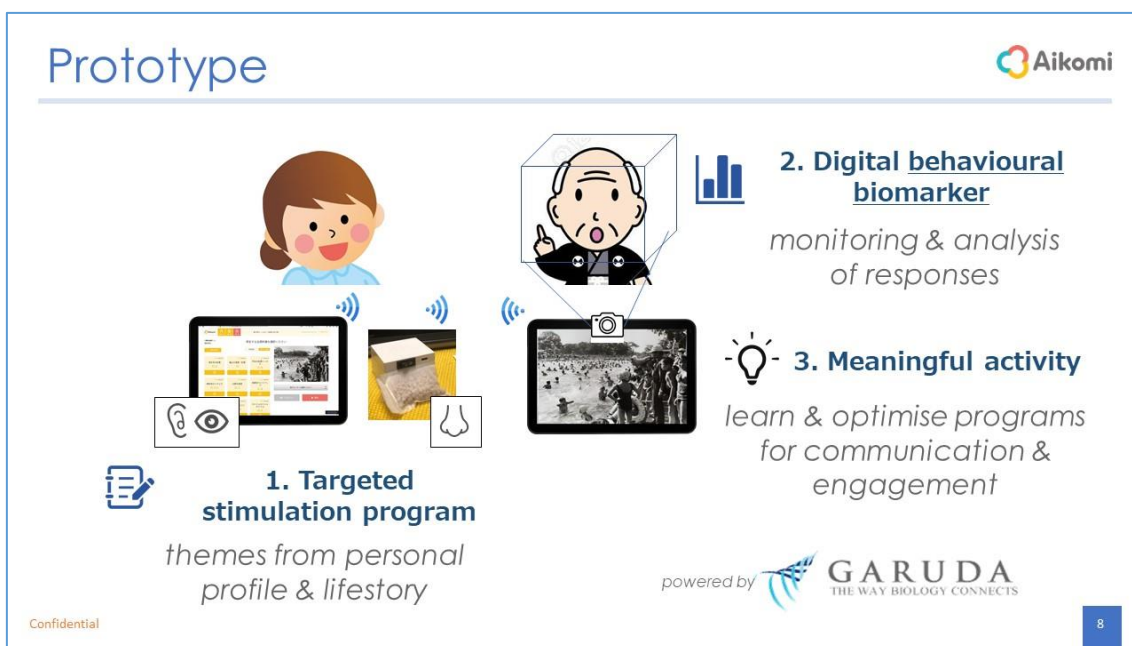 Prototype
Aikomi
2. Digital behavioural
biomarker
monitoring & analysis
of responses
3. Meaningful activity
learn & optimise programs
for communication &
engagement
1. Targeted
stimulation program
themes from personal
profile & lifestory
powered by
GARUDA
THE WAY BIOLOGY CONNECTS
Confidential
8